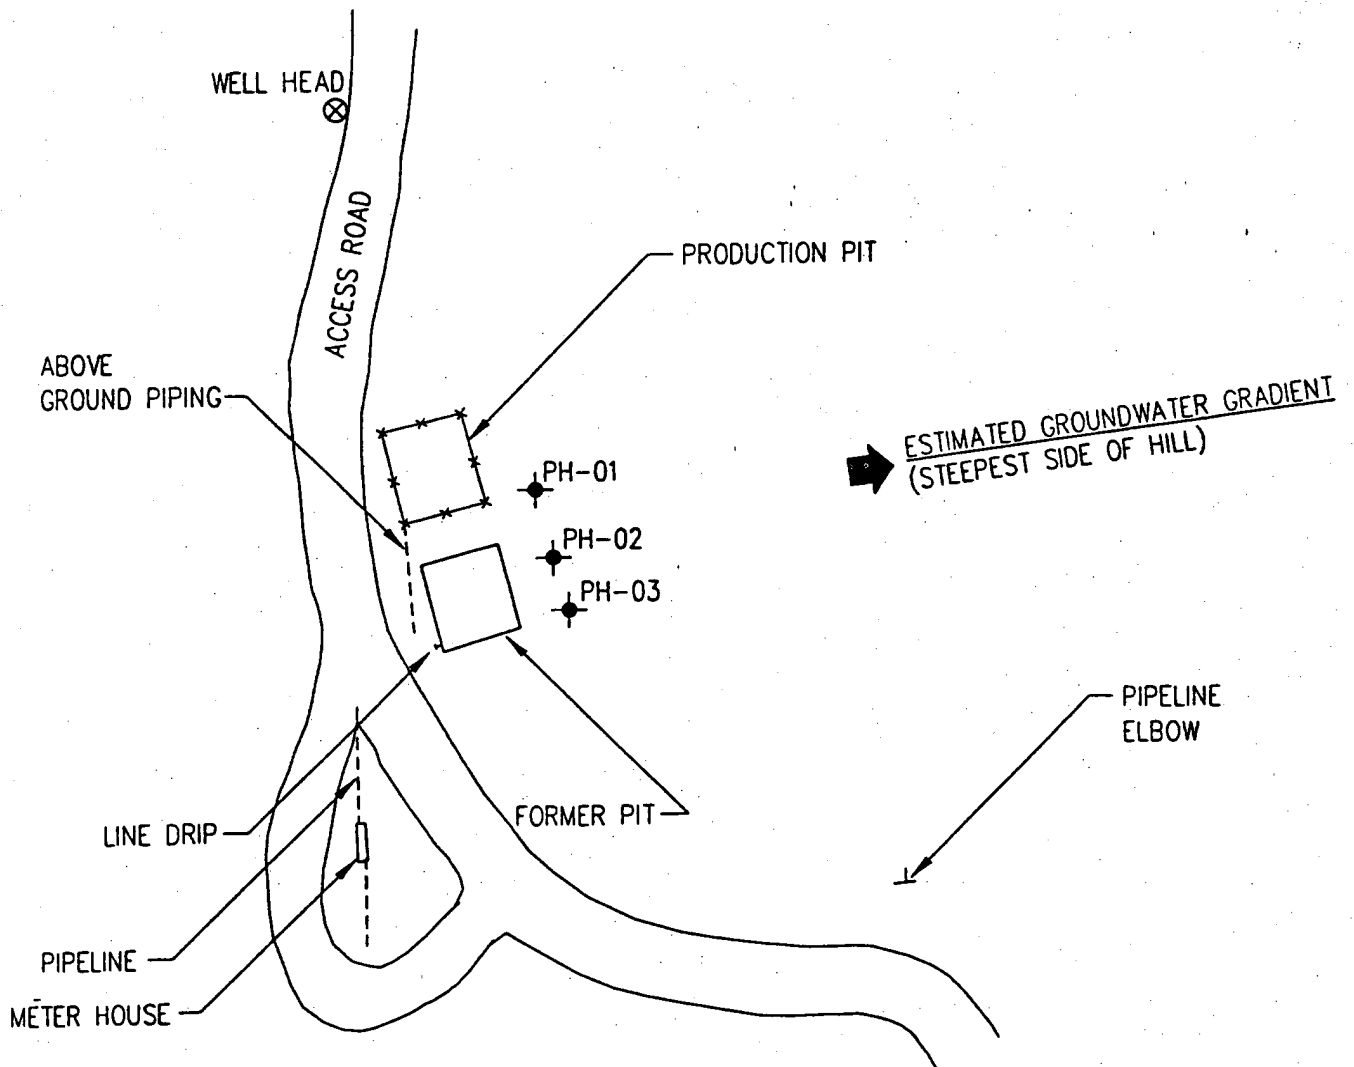 WELL HEAD
ACCESS ROAD
PRODUCTION PIT
ABOVE
GROUND PIPING
ESTIMATED GROUNDWATER GRADIENT
(STEEPEST SIDE OF HILL)
PH-01
PH-02
PH-03
PIPELINE
ELBOW
FORMER PIT
LINE DRIP
PIPELINE
METER HOUSE